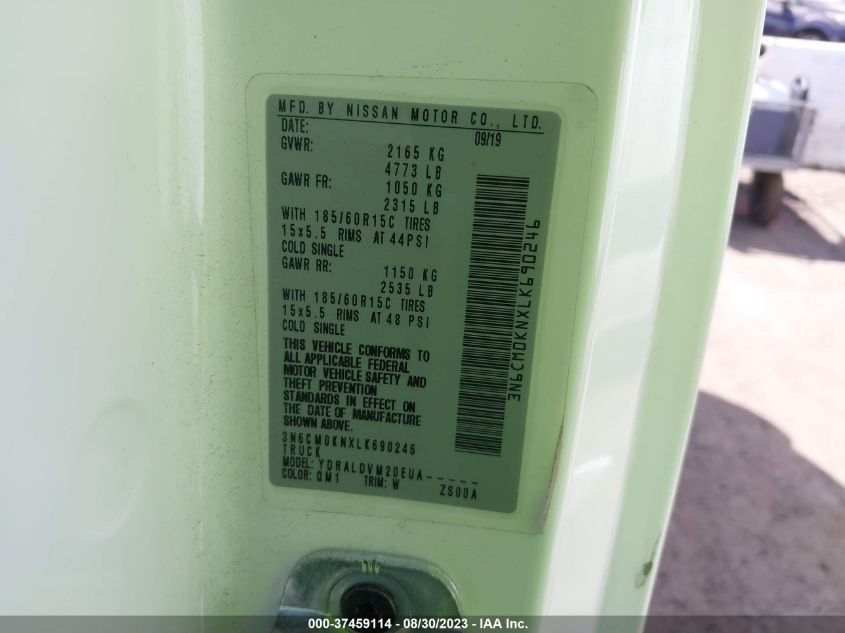 MFD. BY NISSAN MOTOR CO., LTD.
DATE: 09/19
GVWR: 2165 KG
4773 LB
GAWR FR: 1050 KG
2315 LB
WITH 185/60R15C TIRES
15x5.5 RIMS AT 44PSI
COLD SINGLE
GAWR RR: 1150 KG
2535 LB
WITH 185/60R15C TIRES
15x5.5 RIMS AT 48 PSI
COLD SINGLE
THIS VEHICLE CONFORMS TO
ALL APPLICABLE FEDERAL
MOTOR VEHICLE SAFETY AND
THEFT PREVENTION
STANDARDS IN EFFECT ON
THE DATE OF MANUFACTURE
SHOWN ABOVE.
3N6CM0KNXLK690246
TRUCK
MODEL: YDRALDVM20EUA-----
COLOR: QM1 TRIM: W ZS00A
3N6CM0KNXLK690246
000-37459114 - 08/30/2023 - IAA Inc.